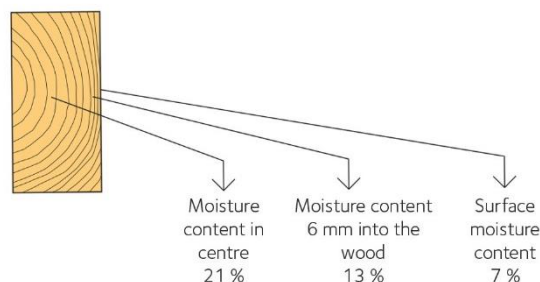 Moisture
content in
centre
21 %
Moisture content
6 mm into the
wood
13 %
Surface
moisture
content
7 %